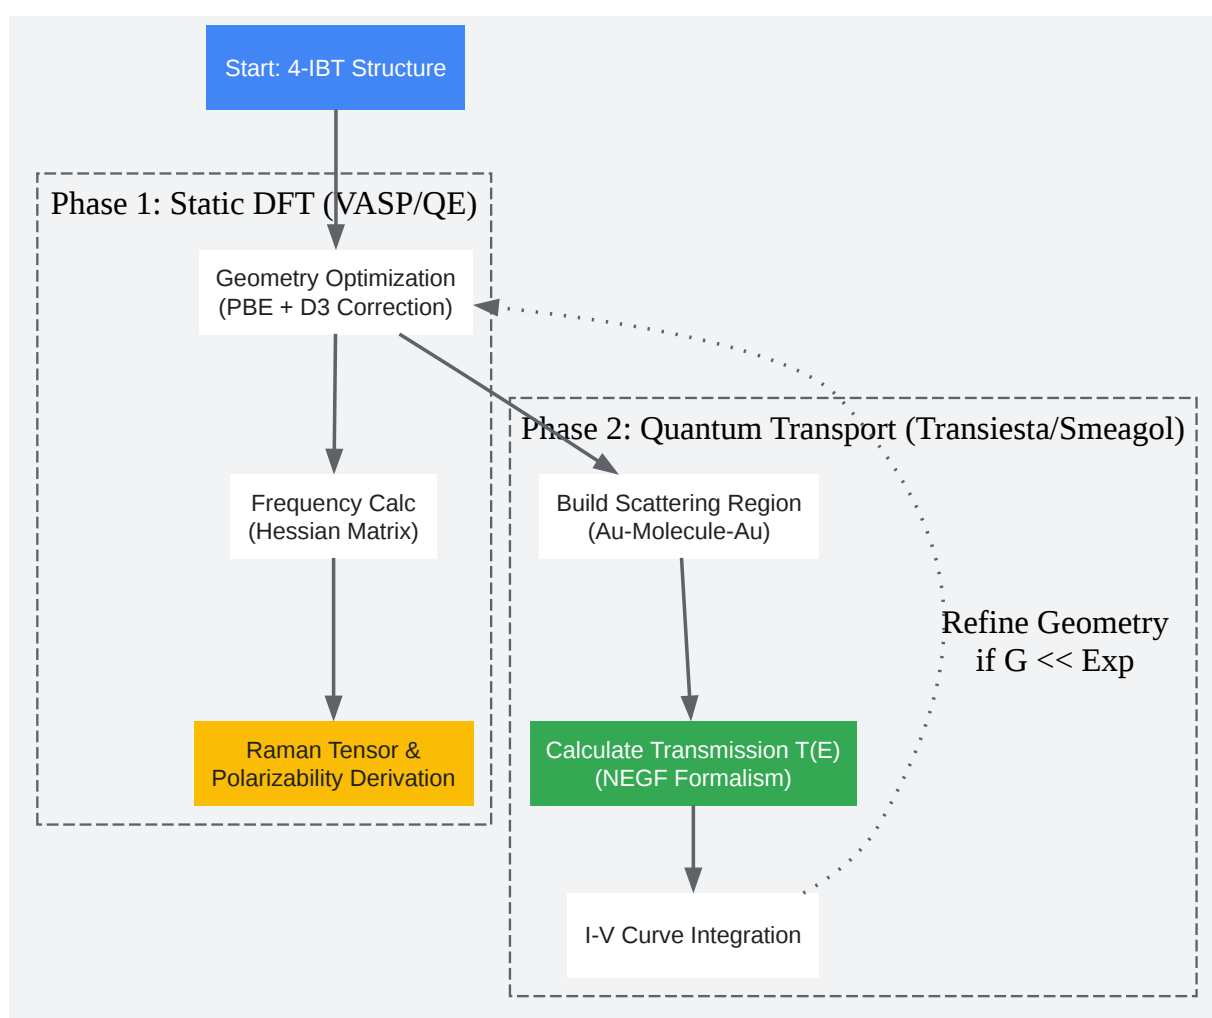 Start: 4-IBT Structure
Phase 1: Static DFT (VASP/QE)
Geometry Optimization
(PBE + D3 Correction)
Phase 2: Quantum Transport (Transiesta/Smeagol)
Frequency Calc
(Hessian Matrix)
Build Scattering Region
(Au-Molecule-Au)
Refine Geometry
if G << Exp
Raman Tensor &
Polarizability Derivation
Calculate Transmission T(E)
(NEGF Formalism)
I-V Curve Integration